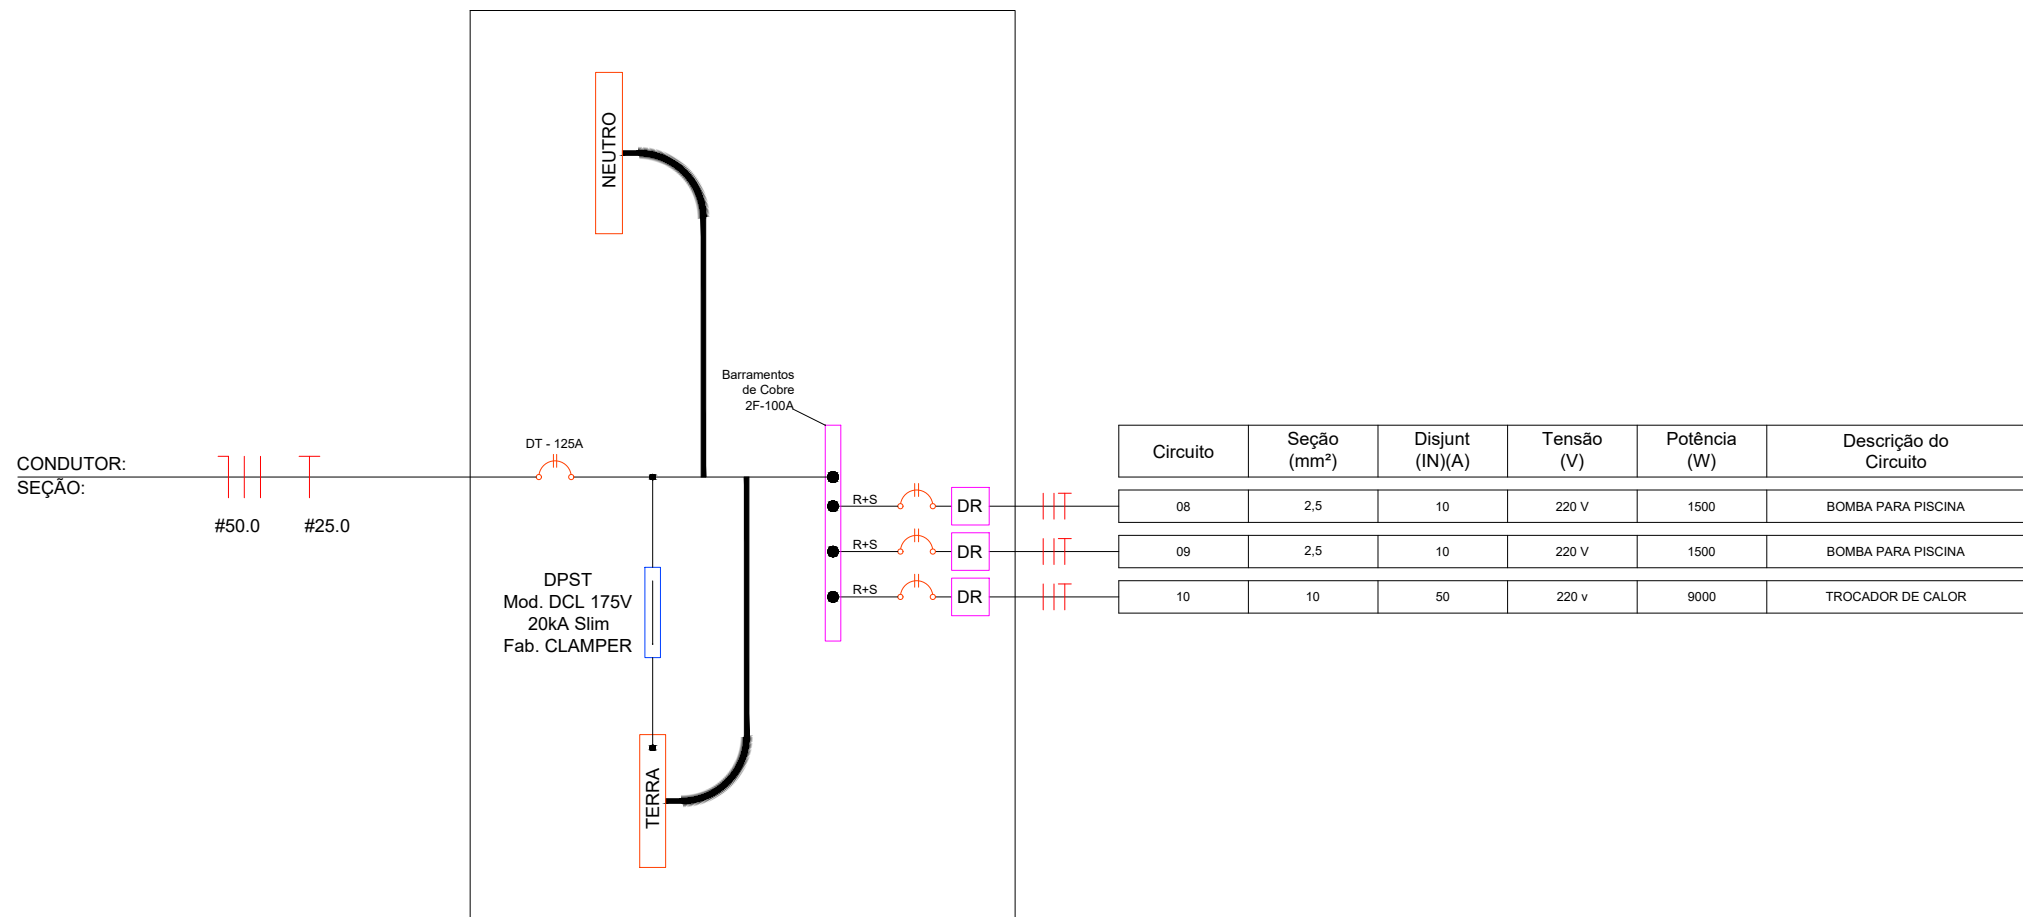 NEUTRO
Barramentos
de Cobre
2F-100A
DT - 125A
CONDUTOR:
SEÇÃO:
#50.0 #25.0
DPST
Mod. DCL 175V
20kA Slim
Fab. CLAMPER
TERRA
R+S DR
R+S DR
R+S DR
Circuito Seção (mm²) Disjunt (IN)(A) Tensão (V) Potência (W) Descrição do Circuito
08 2,5 10 220 V 1500 BOMBA PARA PISCINA
09 2,5 10 220 V 1500 BOMBA PARA PISCINA
10 10 50 220 v 9000 TROCADOR DE CALOR